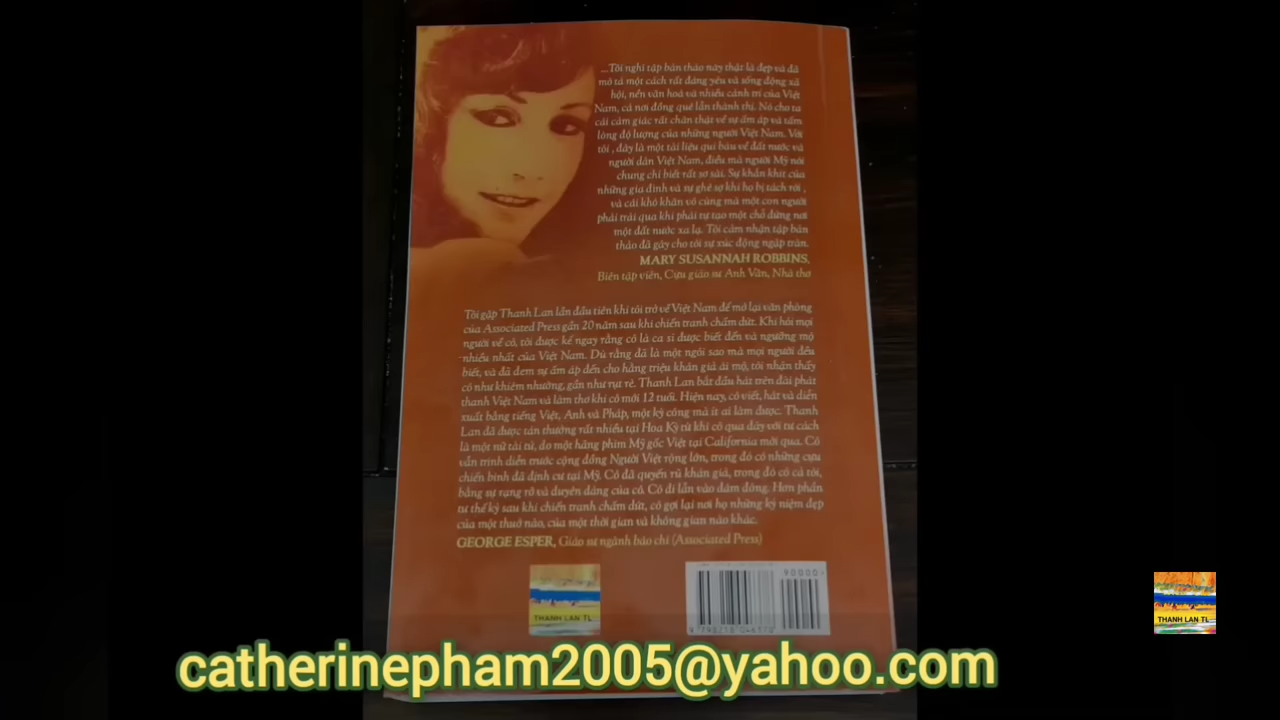 ...Tôi nghĩ tập bản thảo này thật là đẹp và đã
mô tả một cách rất đáng yêu và sống động xã
hội, nền văn hoá và nhiều cảnh trí của Việt
Nam, cả nơi đồng quê lẫn thành thị. Nó cho ta
cái cảm giác rất chân thật về sự ấm áp và tấm
lòng độ lượng của những người Việt Nam. Với
tôi, đây là một tài liệu quí báu về đất nước và
người dân Việt Nam, điều mà người Mỹ nói
chung chỉ biết rất sơ sài. Sự khắn khít của
những gia đình và sự ghê sợ khi họ bị tách rời ,
và cái khó khăn vô cùng mà một con người
phải trải qua khi phải tự tạo một chỗ đứng nơi
một đất nước xa lạ. Tôi cảm nhận tập bản
thảo đã gây cho tôi sự xúc động ngập tràn.
MARY SUSANNAH ROBBINS,
Biên tập viên, Cựu giáo sư Anh Văn, Nhà thơ
Tôi gặp Thanh Lan lần đầu tiên khi tôi trở về Việt Nam để mở lại văn phòng
của Associated Press gần 20 năm sau khi chiến tranh chấm dứt. Khi hỏi mọi
người về cô, tôi được kể ngay rằng cô là ca sĩ được biết đến và ngưỡng mộ
nhiều nhất của Việt Nam. Dù rằng đã là một ngôi sao mà mọi người đều
biết, và đã đem sự ấm áp đến cho hằng triệu khán giả ái mộ, tôi nhận thấy
cô như khiêm nhường, gần như rụt rè. Thanh Lan bắt đầu hát trên đài phát
thanh Việt Nam và làm thơ khi cô mới 12 tuổi. Hiện nay, cô viết, hát và diễn
xuất bằng tiếng Việt, Anh và Pháp, một kỳ công mà ít ai làm được. Thanh
Lan đã được tán thưởng rất nhiều tại Hoa Kỳ từ khi cô qua đây với tư cách
là một nữ tài tử, do một hãng phim Mỹ gốc Việt tại California mời qua. Cô
vẫn trình diễn trước cộng đồng Người Việt rộng lớn, trong đó có những cựu
chiến binh đã định cư tại Mỹ. Cô đã quyến rũ khán giả, trong đó có cả tôi,
bằng sự rạng rỡ và duyên dáng của cô. Cô đi lẫn vào đám đông. Hơn phần
tư thế kỷ sau khi chiến tranh chấm dứt, cô gợi lại nơi họ những kỷ niệm đẹp
của một thuở nào, của một thời gian và không gian nào khác.
GEORGE ESPER, Giáo sư ngành báo chí (Associated Press)
90000
THANH LAN TL
THANH LAN TL
catherinepham2005@yahoo.com